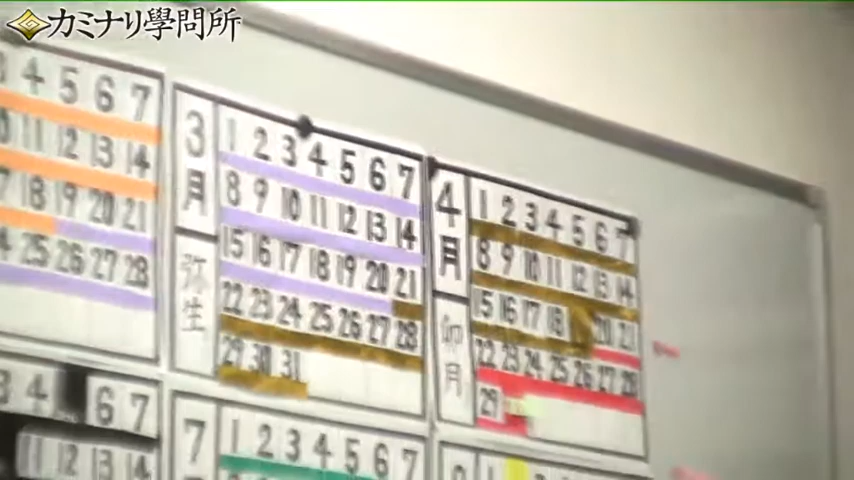 カミナリ學問所
4 5 6 7
11 12 13 14
18 19 20 21
25 26 27 28
3月
弥生
1 2 3 4 5 6 7
8 9 10 11 12 13 14
15 16 17 18 19 20 21
22 23 24 25 26 27 28
29 30 31
4月
卯月
1 2 3 4 5 6 7
8 9 10 11 12 13 14
15 16 17 18 20 21
22 23 24 25 26 27 28
29
3 4 6 7
11 12 13 14
7
1 2 3 4 5 6 7
1